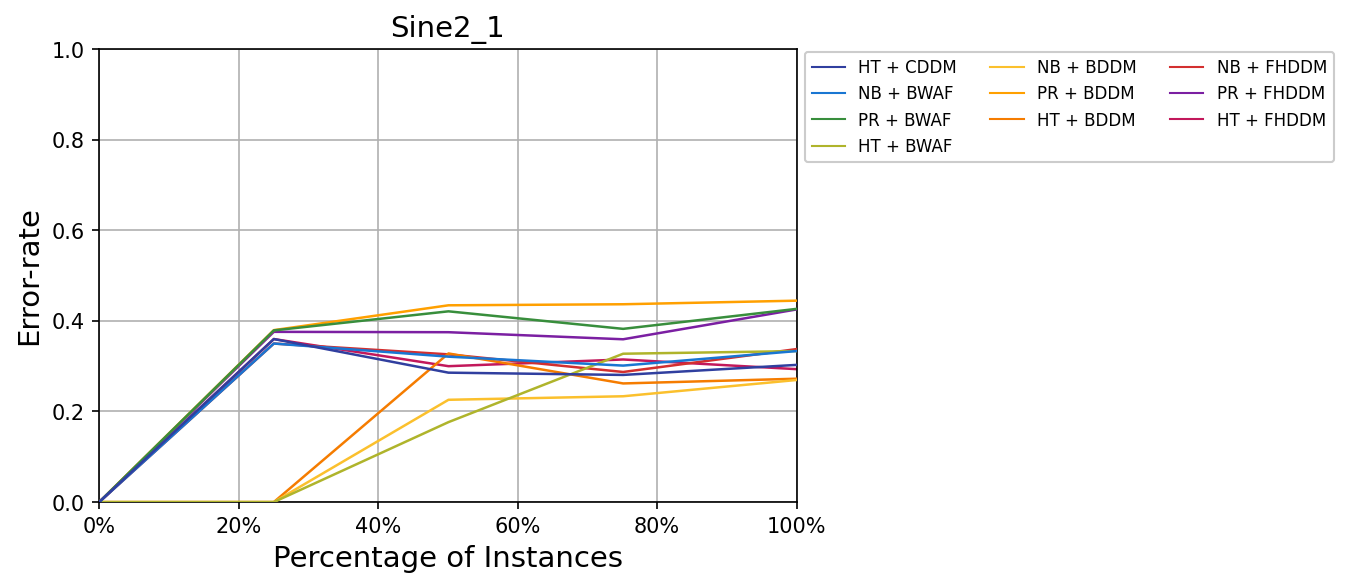 Sine2_1
1.0
0.8
0.6
0.4
0.2
0.0
Error-rate
0%
20%
40%
60%
80%
100%
Percentage of Instances
HT + CDDM
NB + BWAF
PR + BWAF
HT + BWAF
NB + BDDM
PR + BDDM
HT + BDDM
NB + FHDDM
PR + FHDDM
HT + FHDDM